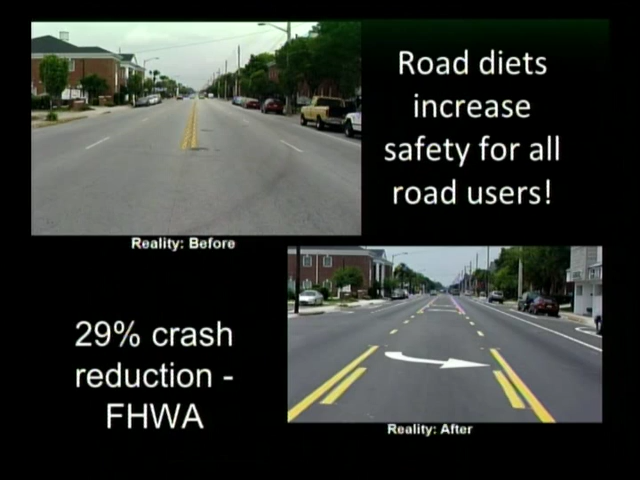 Road diets
increase
safety for all
road users!
Reality: Before
29% crash
reduction -
FHWA
Reality: After